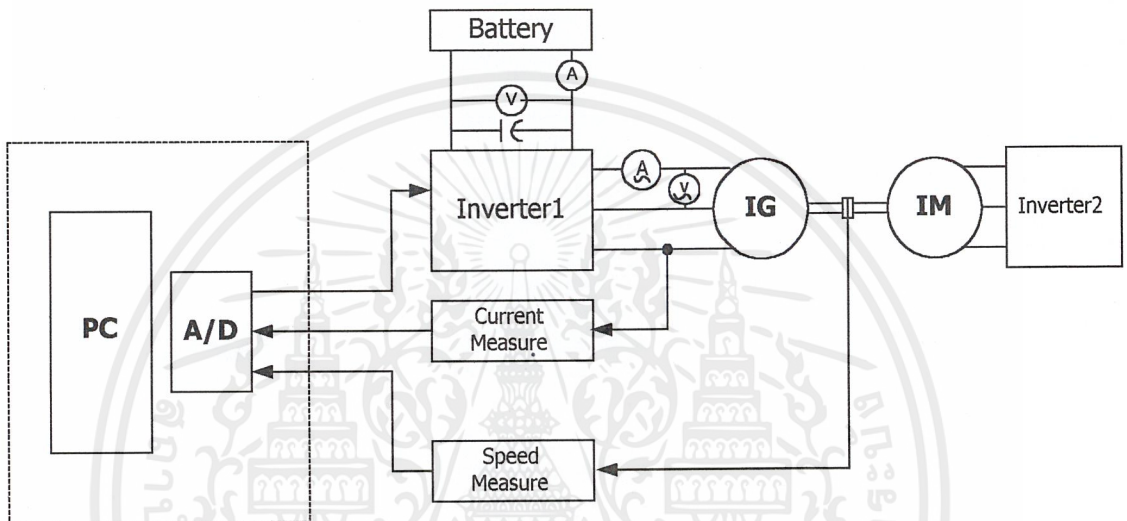 Battery
A
V
Inverter1
A
V
IG
IM
Inverter2
PC
A/D
Current
Measure
Speed
Measure